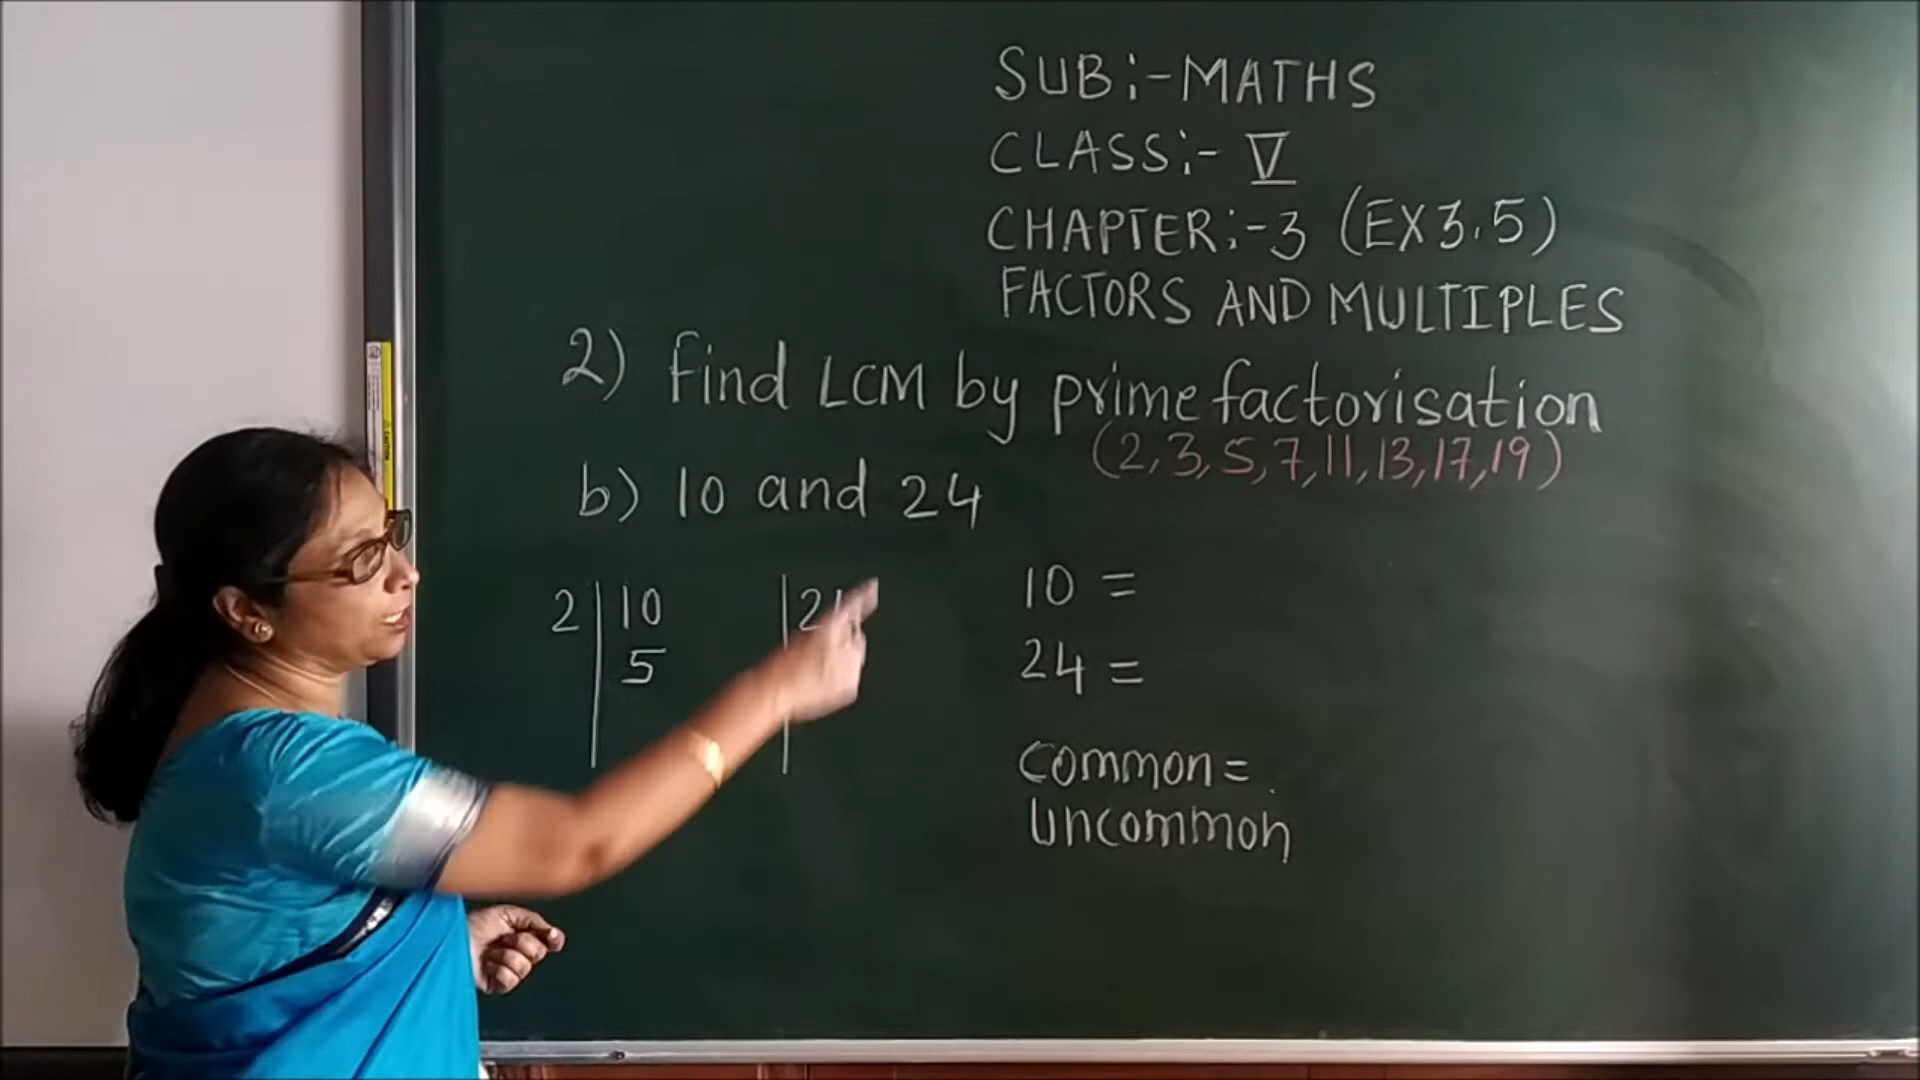 SUB:-MATHS
CLASS:- V
CHAPTER:-3 (EX 3.5)
FACTORS AND MULTIPLES
2) Find LCM by prime factorisation
(2,3,5,7,11,13,17,19)
b) 10 and 24
2 | 10
5
24
10 =
24 =
Common =
Uncommon